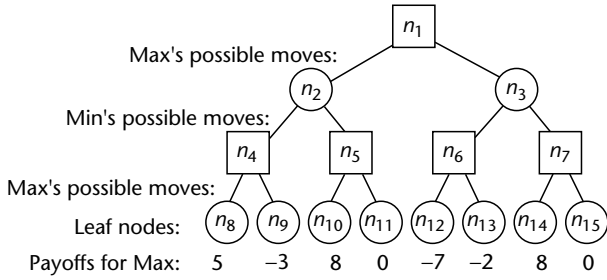 n1
Max's possible moves:
n2 n3
Min's possible moves:
n4 n5 n6 n7
Max's possible moves:
Leaf nodes: n8 n9 n10 n11 n12 n13 n14 n15
Payoffs for Max: 5 −3 8 0 −7 −2 8 0